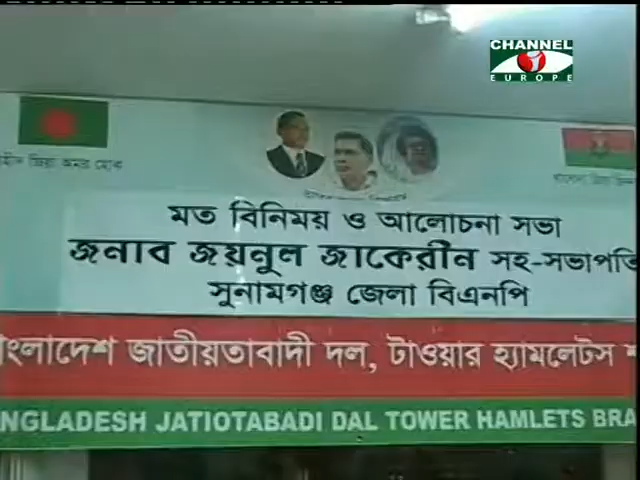 CHANNEL
i
EUROPE
জিয়া অমর হোক
মত বিনিময় ও আলোচনা সভা
জনাব জয়নুল জাকেরীন সহ-সভাপতি
সুনামগঞ্জ জেলা বিএনপি
বাংলাদেশ জাতীয়তাবাদী দল, টাওয়ার হ্যামলেটস
NGLADESH JATIOTABADI DAL TOWER HAMLETS BRA